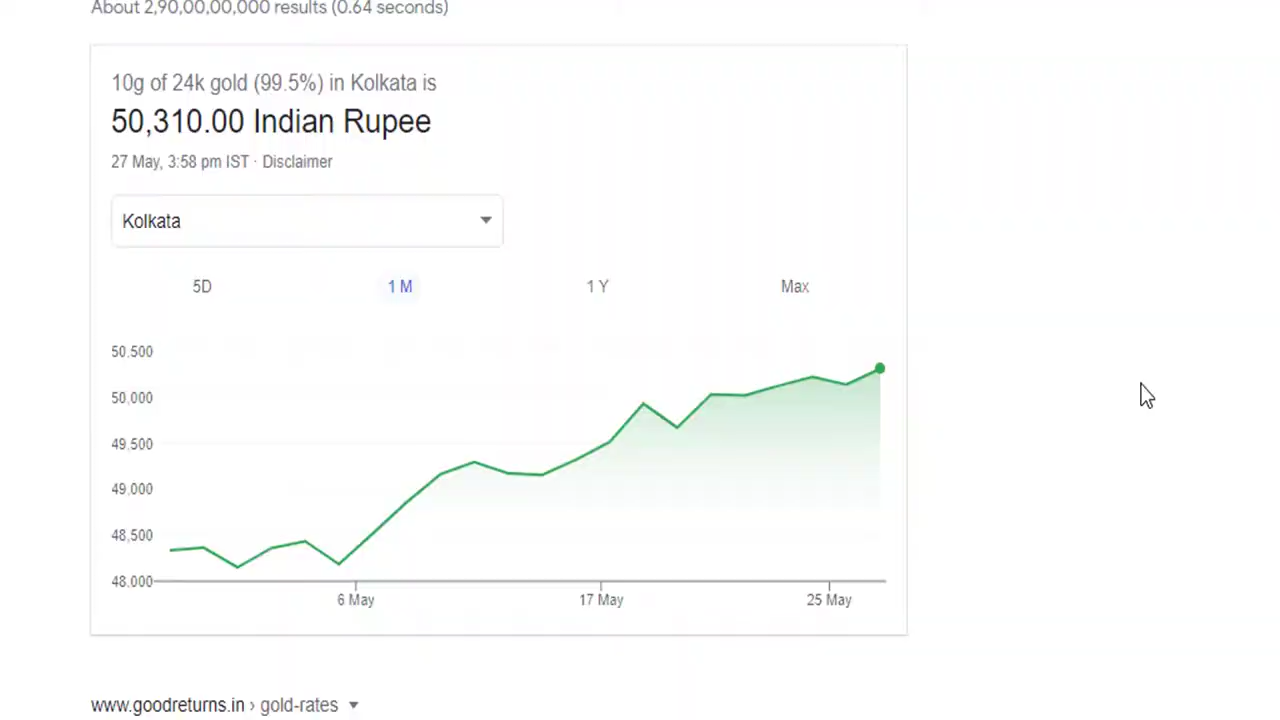 About 2,90,00,00,000 results (0.64 seconds)
10g of 24k gold (99.5%) in Kolkata is
50,310.00 Indian Rupee
27 May, 3:58 pm IST · Disclaimer
Kolkata
5D 1 M 1 Y Max
50,500
50,000
49,500
49,000
48,500
48,000
6 May 17 May 25 May
www.goodreturns.in › gold-rates